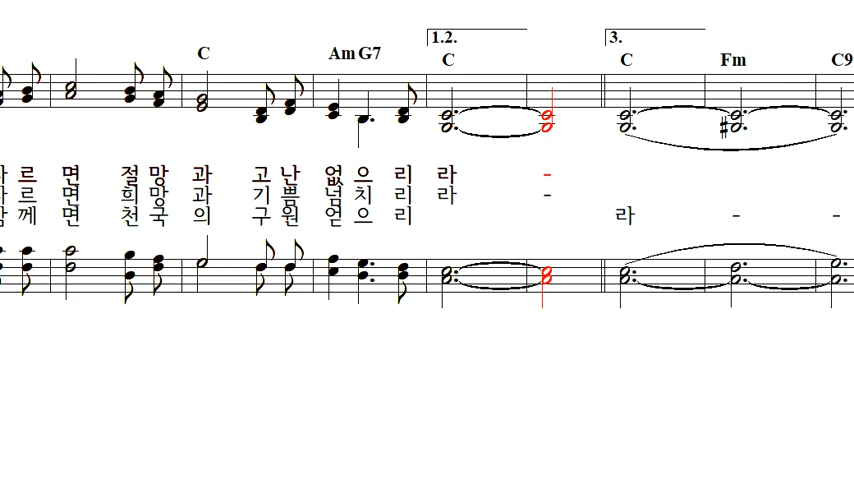 1.2. 3.
C Am G7 C C Fm C9
르 면 절 망 과 고 난 없 으 리 라 -
르 면 희 망 과 기 쁨 넘 치 리 라 -
께 면 천 국 의 구 원 얻 으 리 라 - -